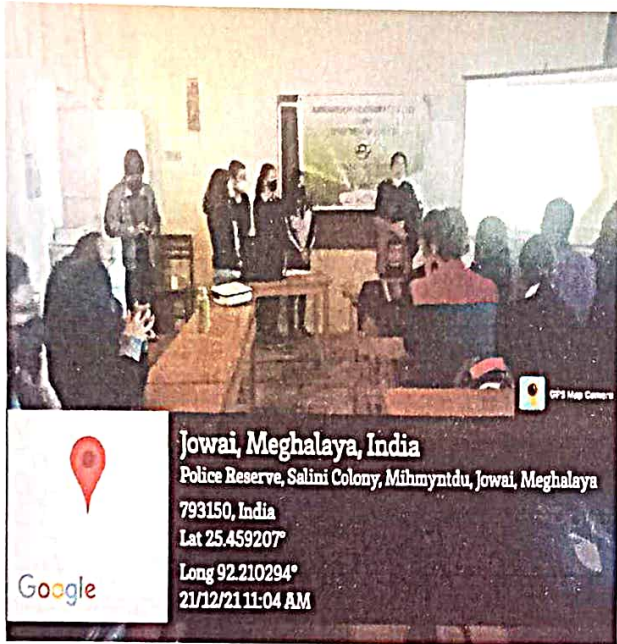 GPS Map Camera
Jowai, Meghalaya, India
Police Reserve, Salini Colony, Mihmyntdu, Jowai, Meghalaya
793150, India
Lat 25.459207°
Long 92.210294°
21/12/21 11:04 AM
Google